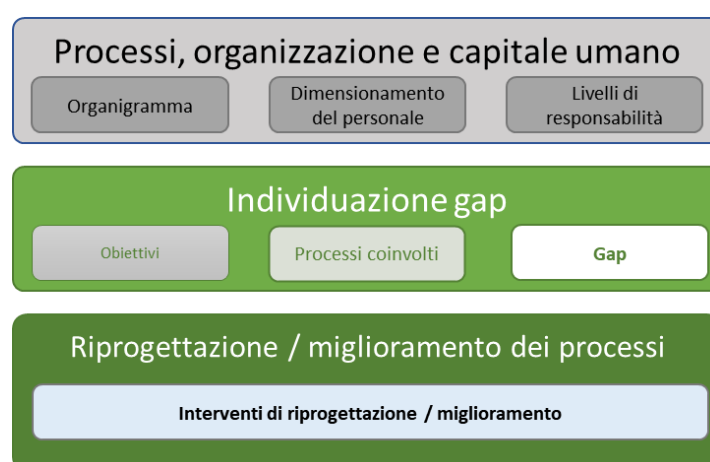 Processi, organizzazione e capitale umano
Organigramma
Dimensionamento
del personale
Livelli di
responsabilità
Individuazione gap
Obiettivi
Processi coinvolti
Gap
Riprogettazione / miglioramento dei processi
Interventi di riprogettazione / miglioramento